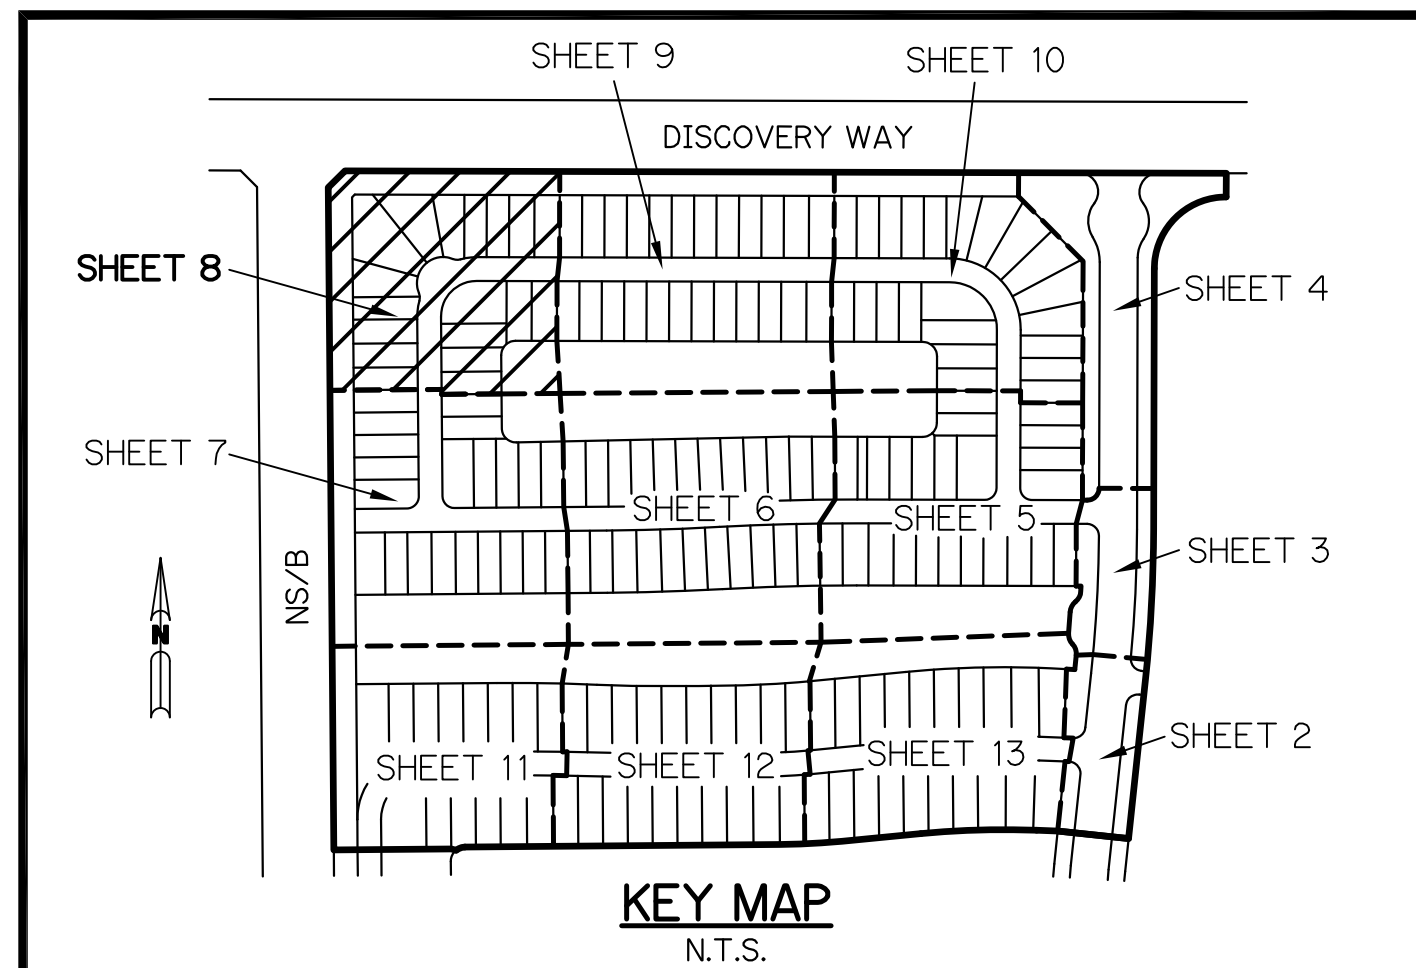 SHEET 9
SHEET 10
DISCOVERY WAY
SHEET 8
SHEET 4
SHEET 7
SHEET 6
SHEET 5
SHEET 3
NS/B
N
SHEET 2
SHEET 11
SHEET 12
SHEET 13
KEY MAP
N.T.S.